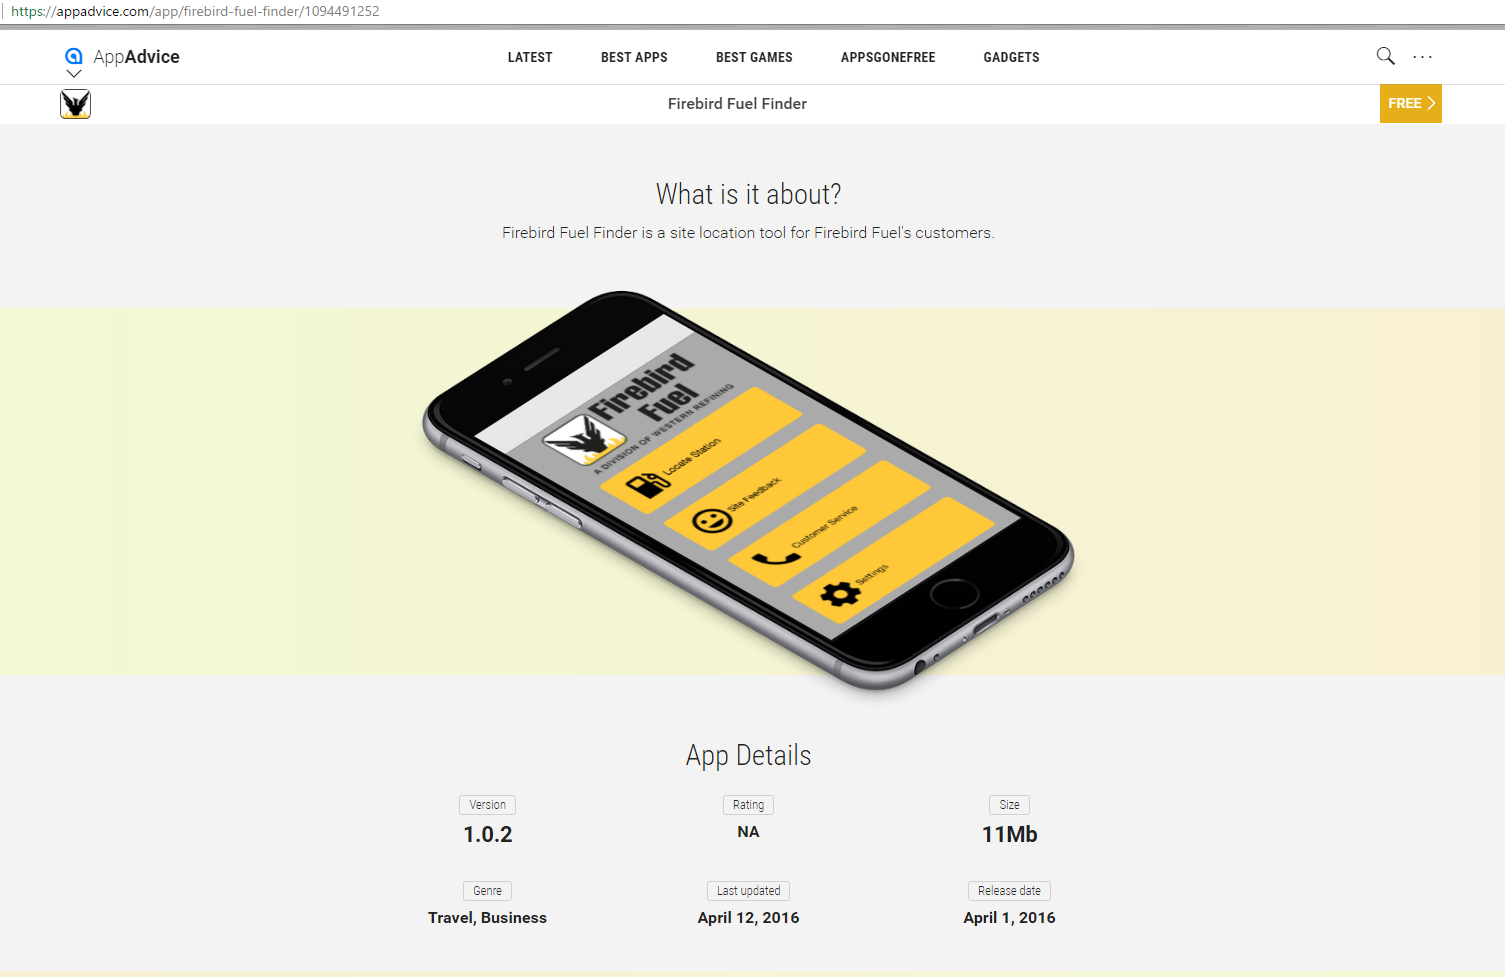 https://appadvice.com/app/firebird-fuel-finder/1094491252
AppAdvice
LATEST
BEST APPS
BEST GAMES
APPSGONEFREE
GADGETS
Firebird Fuel Finder
FREE
What is it about?
Firebird Fuel Finder is a site location tool for Firebird Fuel's customers.
Firebird
Fuel
A DIVISION OF WESTERN REFINING
Locate Station
Site Feedback
Customer Service
Settings
App Details
Version
Rating
Size
1.0.2
NA
11Mb
Genre
Last updated
Release date
Travel, Business
April 12, 2016
April 1, 2016